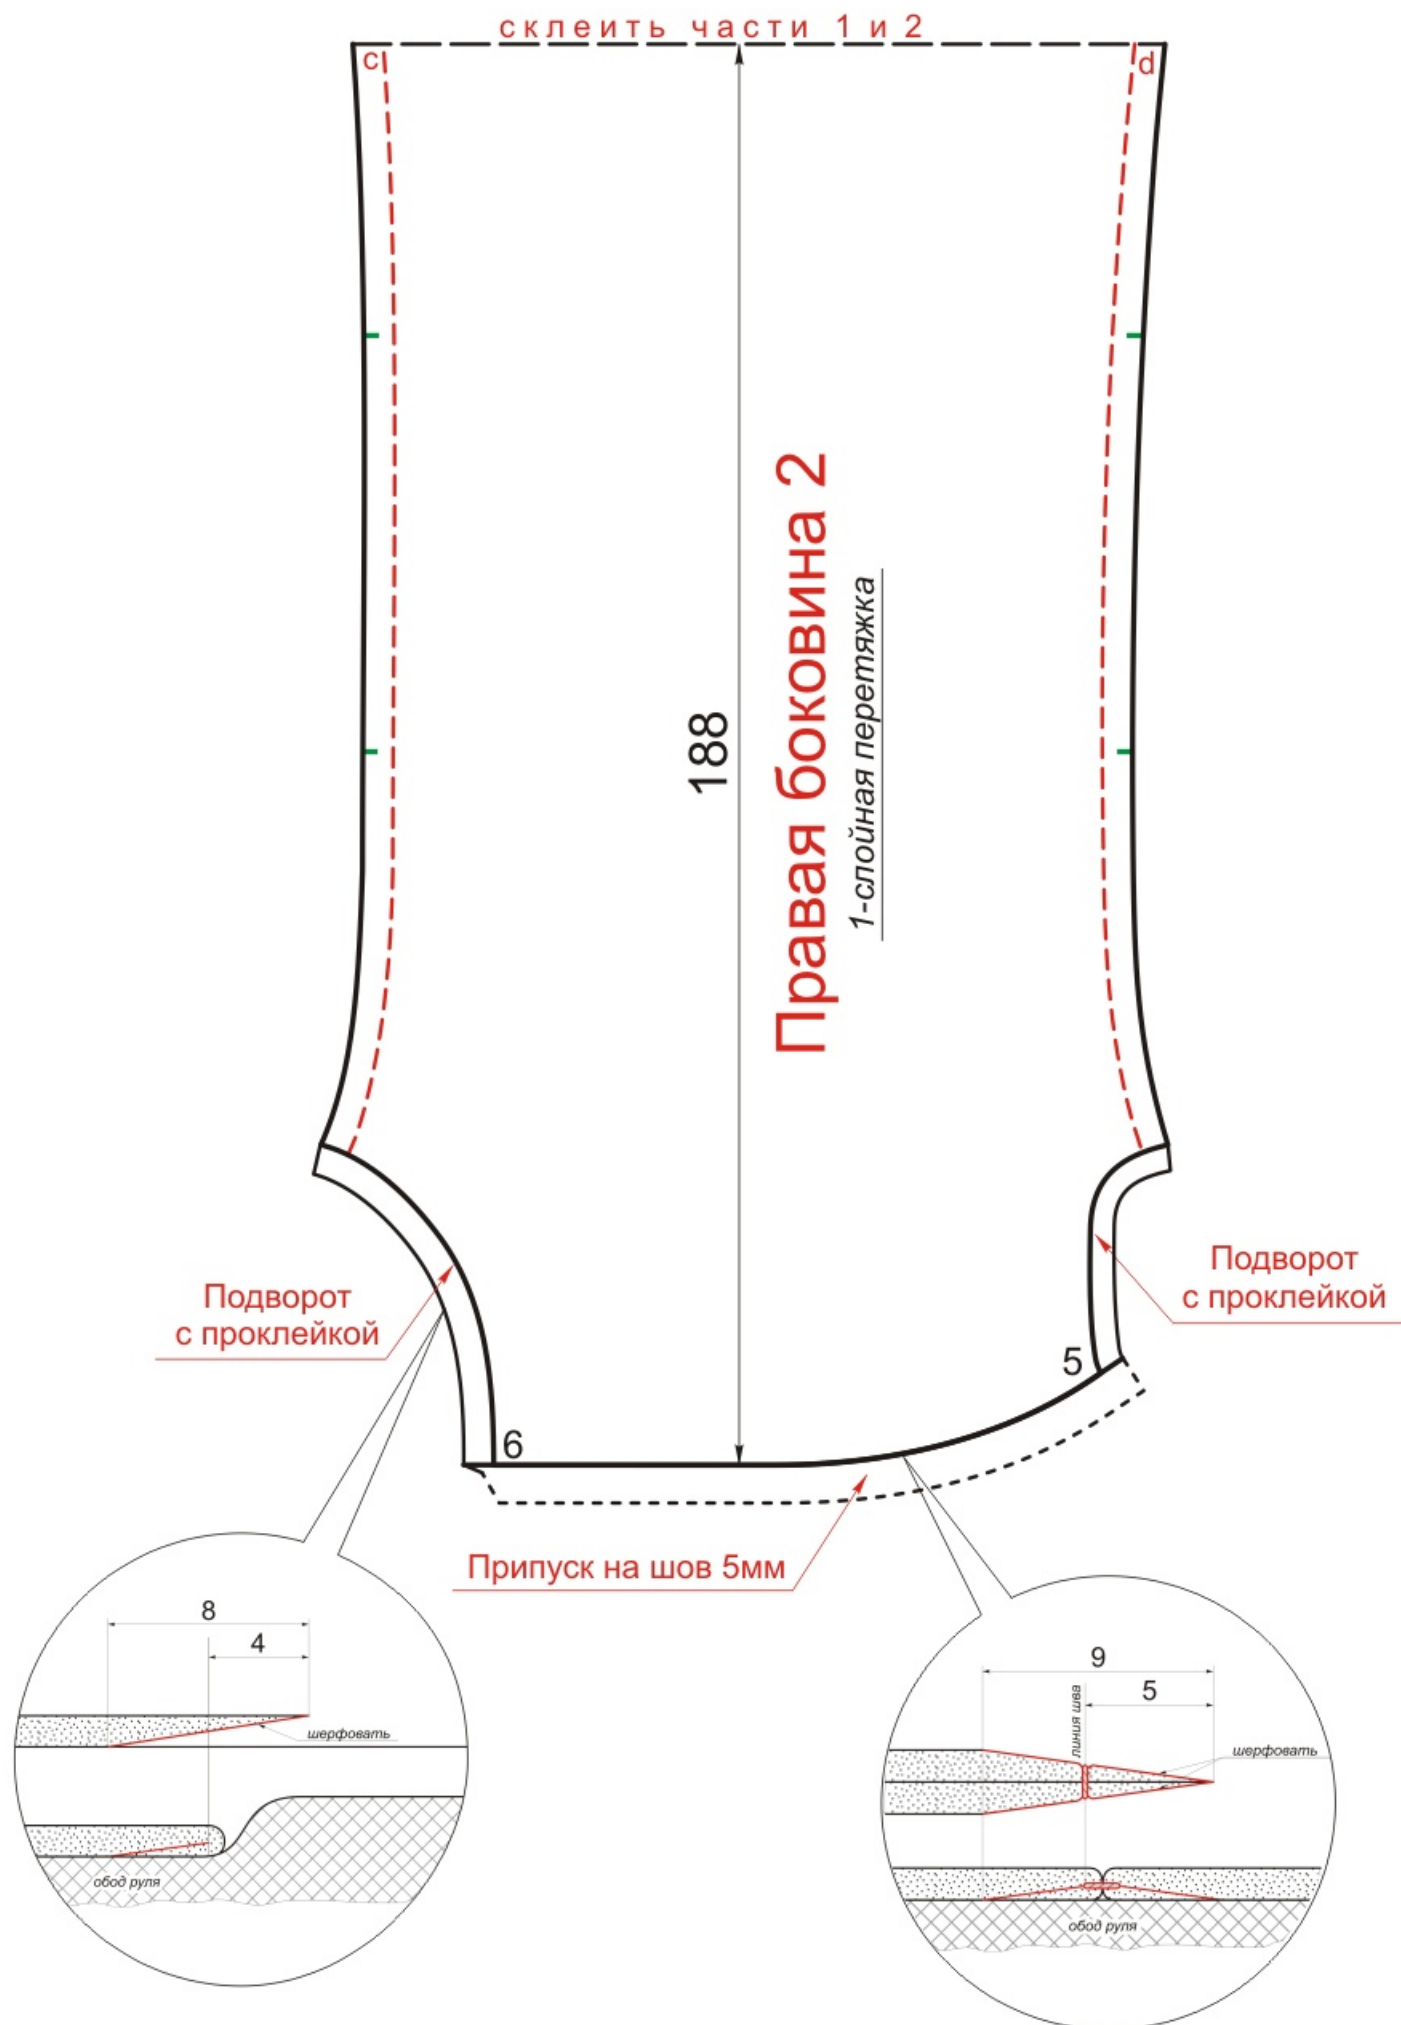 склеить части 1 и 2
c
d
188
Правая боковина 2
1-слойная перетяжка
Подворот
с проклейкой
Подворот
с проклейкой
5
6
Припуск на шов 5мм
8
4
шерфовать
обод руля
9
5
линия шва
шерфовать
обод руля